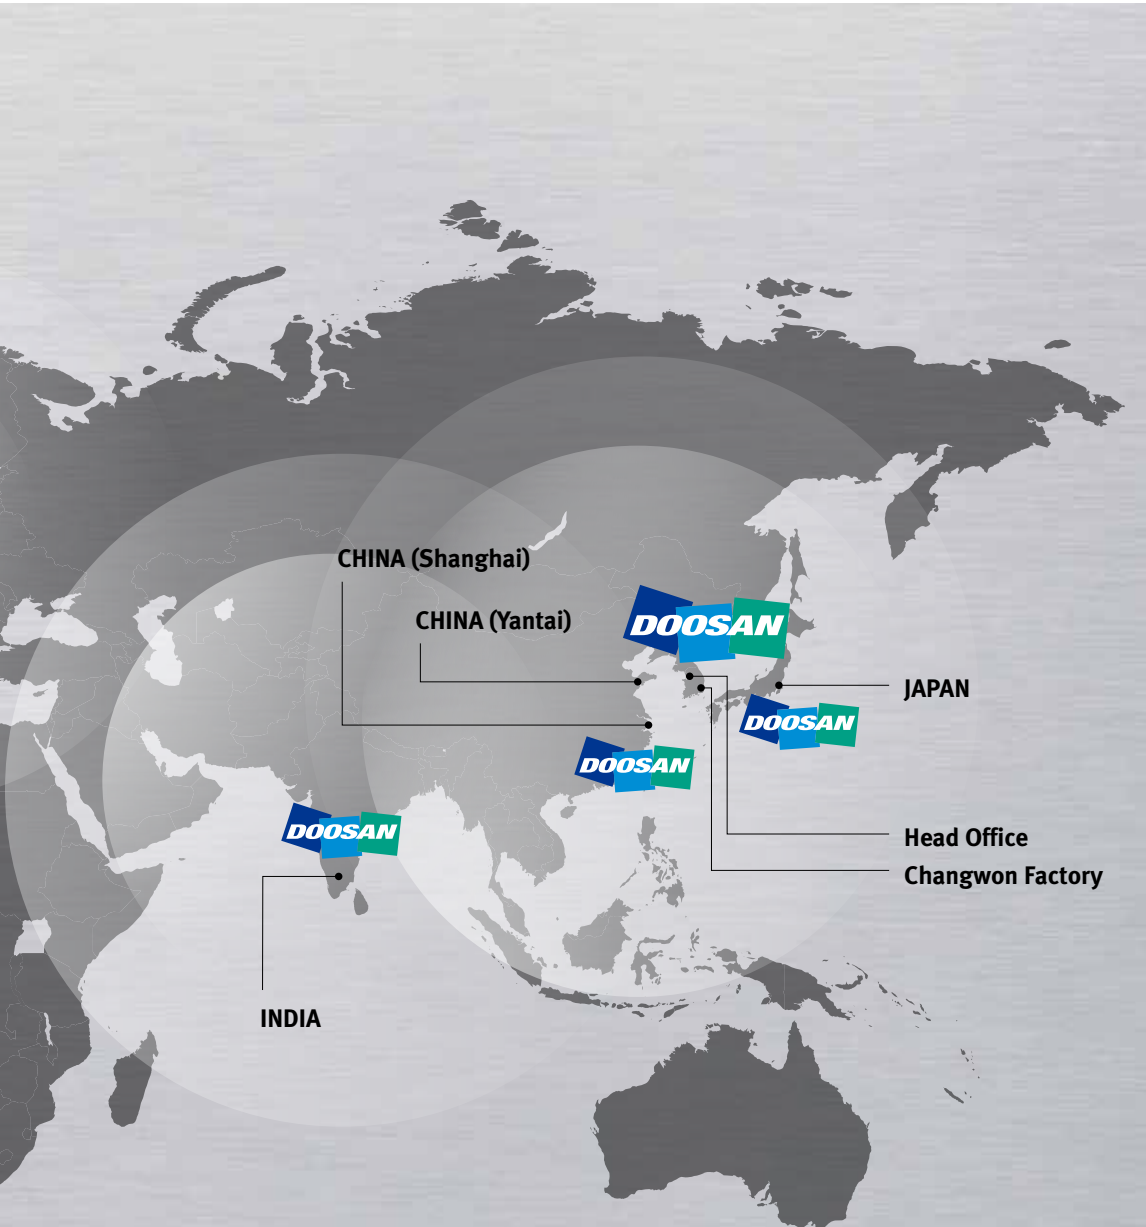 CHINA (Shanghai)
CHINA (Yantai)
DOOSAN
JAPAN
DOOSAN
DOOSAN
DOOSAN
Head Office
Changwon Factory
INDIA